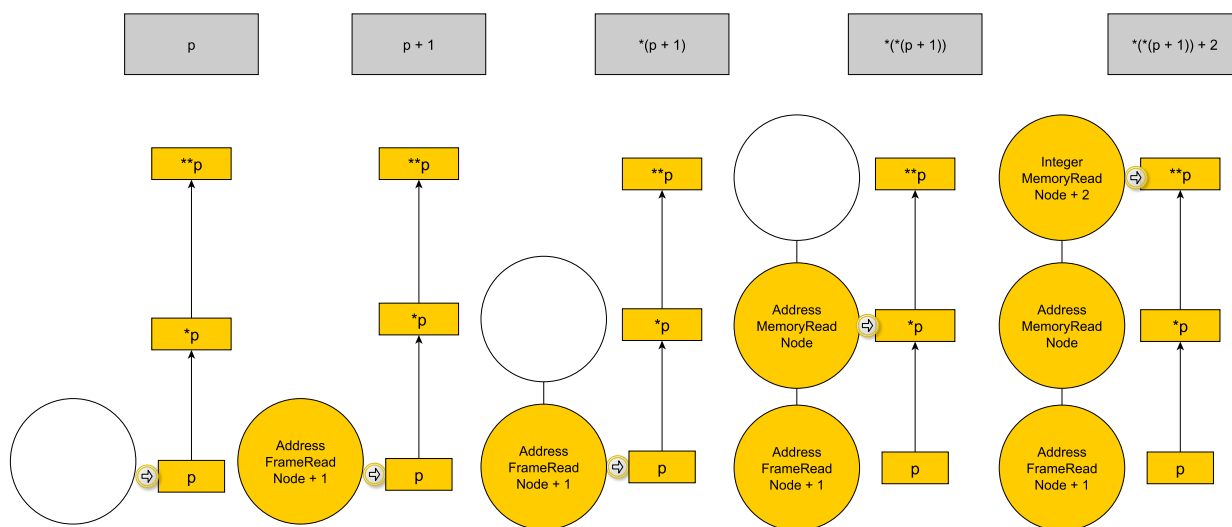 p
p + 1
*(p + 1)
*(*(p + 1))
*(*(p + 1)) + 2
**p
*p
p
**p
*p
Address
FrameRead
Node + 1
p
**p
*p
Address
FrameRead
Node + 1
p
**p
Address
MemoryRead
Node
*p
Address
FrameRead
Node + 1
p
Integer
MemoryRead
Node + 2
**p
Address
MemoryRead
Node
*p
Address
FrameRead
Node + 1
p